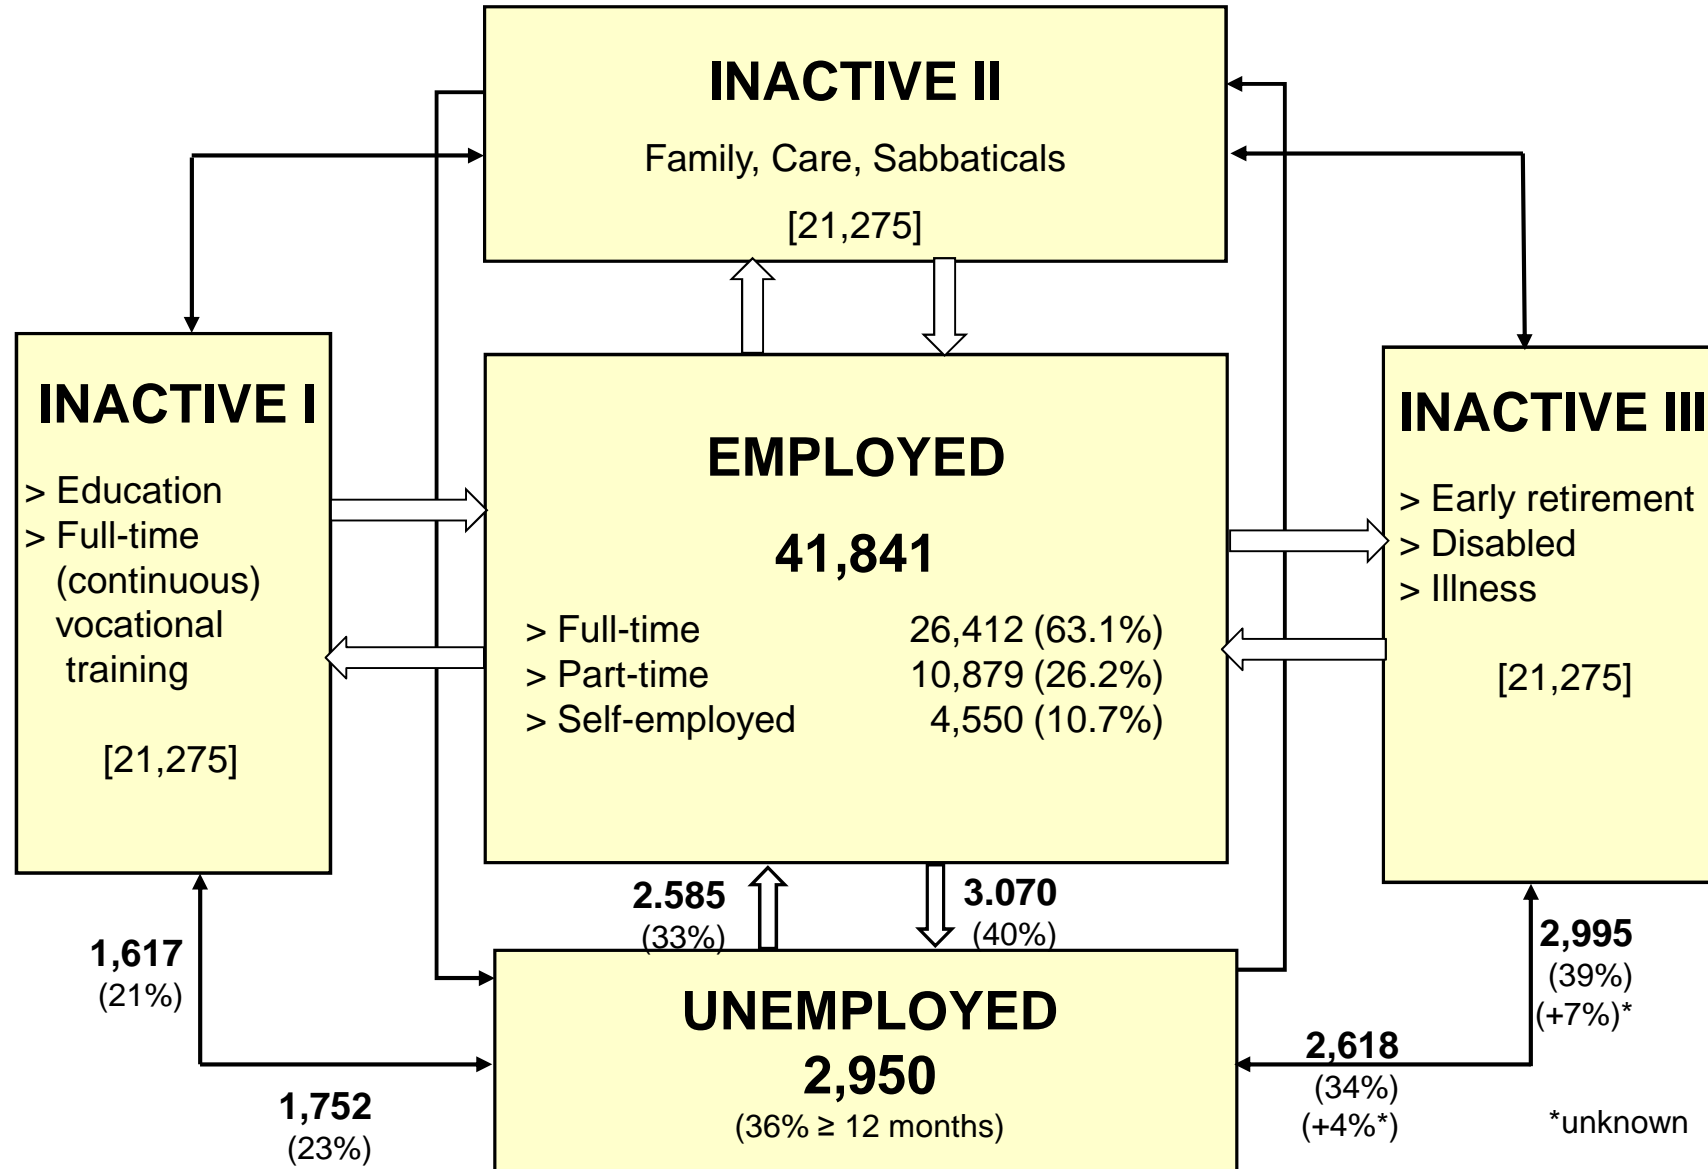 INACTIVE II
Family, Care, Sabbaticals
[21,275]
INACTIVE I
> Education
> Full-time
(continuous)
vocational
training
[21,275]
EMPLOYED
41,841
> Full-time 26,412 (63.1%)
> Part-time 10,879 (26.2%)
> Self-employed 4,550 (10.7%)
INACTIVE III
> Early retirement
> Disabled
> Illness
[21,275]
2.585
(33%)
3.070
(40%)
1,617
(21%)
2,995
(39%)
(+7%)*
UNEMPLOYED
2,950
(36% ≥ 12 months)
1,752
(23%)
2,618
(34%)
(+4%*)
*unknown